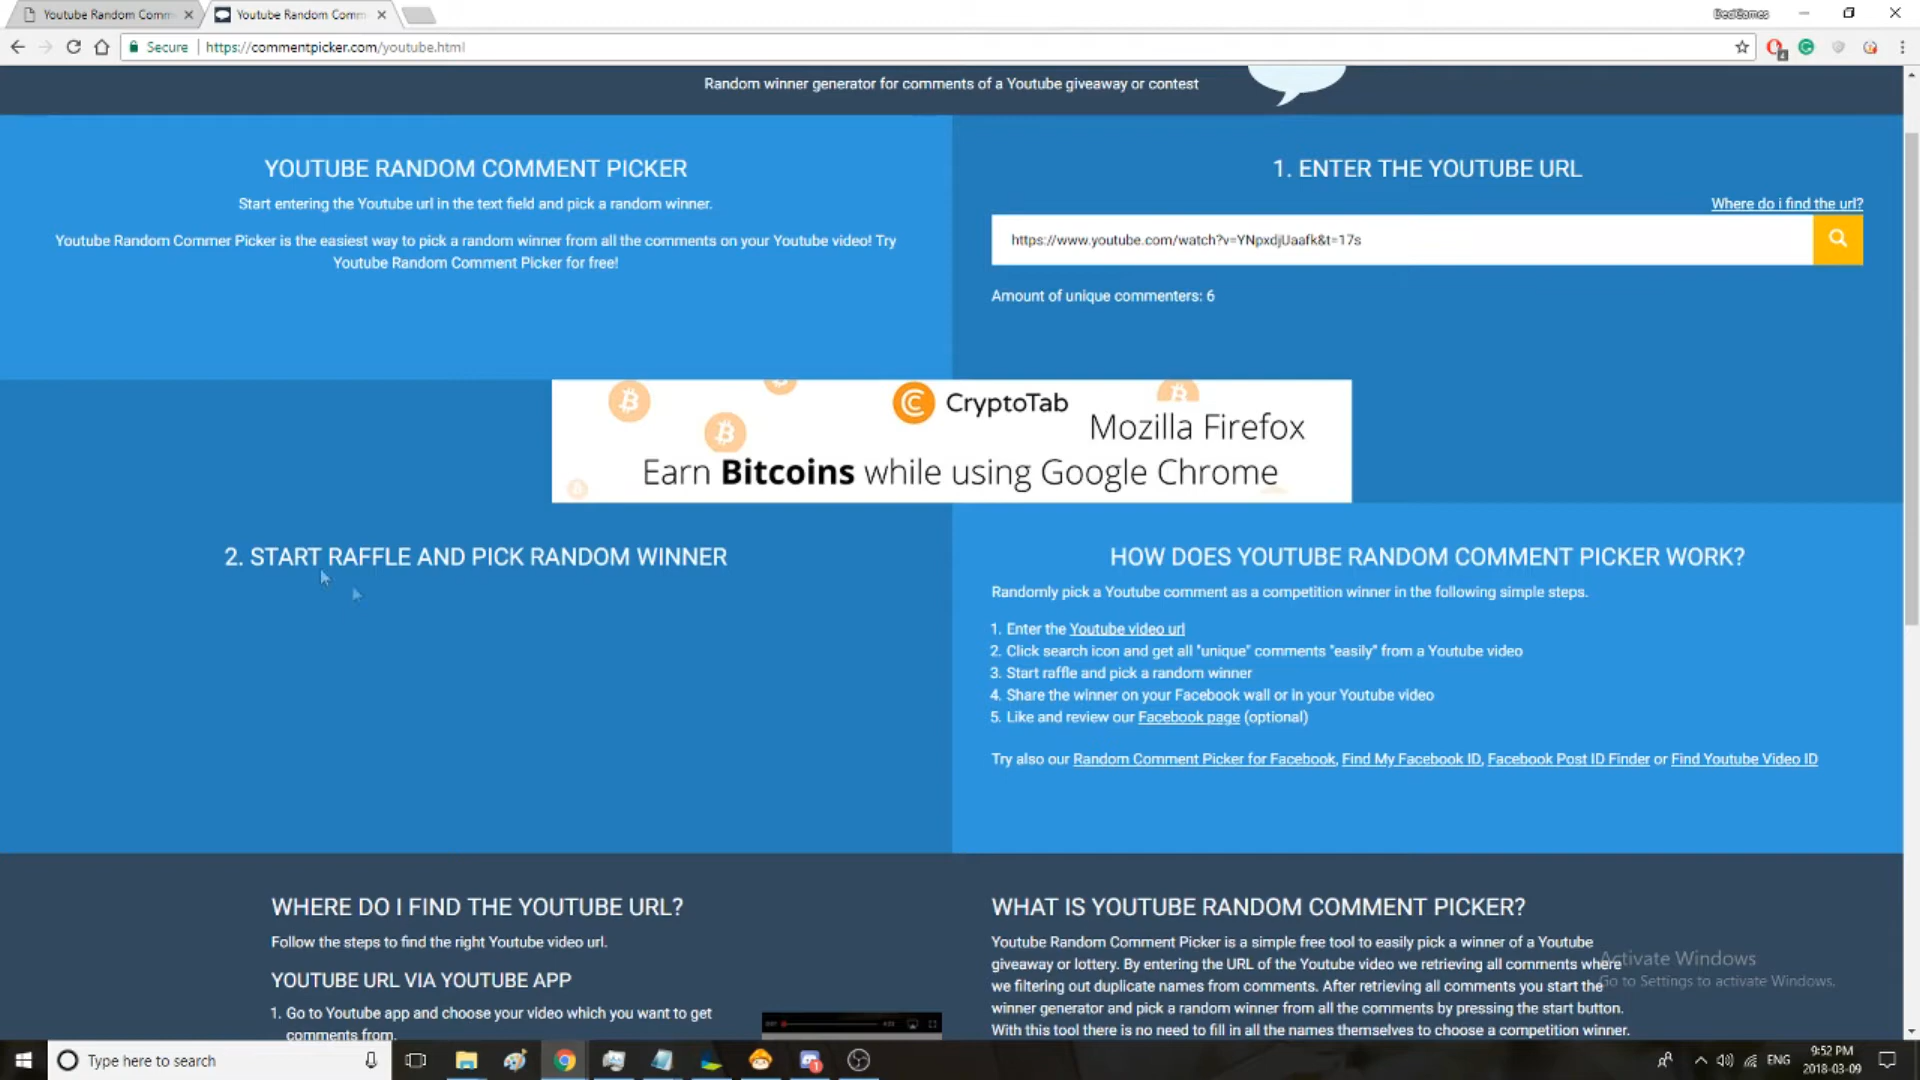 Youtube Random Comm
Youtube Random Comm
Secure
https://commentpicker.com/youtube.html
Random winner generator for comments of a Youtube giveaway or contest
YOUTUBE RANDOM COMMENT PICKER
Start entering the Youtube url in the text field and pick a random winner.
Youtube Random Commer Picker is the easiest way to pick a random winner from all the comments on your Youtube video! Try
Youtube Random Comment Picker for free!
1. ENTER THE YOUTUBE URL
Where do i find the url?
https://www.youtube.com/watch?v=YNpxdjUaafk&t=17s
Amount of unique commenters: 6
CryptoTab
Mozilla Firefox
Earn Bitcoins while using Google Chrome
2. START RAFFLE AND PICK RANDOM WINNER
HOW DOES YOUTUBE RANDOM COMMENT PICKER WORK?
Randomly pick a Youtube comment as a competition winner in the following simple steps.
1. Enter the Youtube video url
2. Click search icon and get all "unique" comments "easily" from a Youtube video
3. Start raffle and pick a random winner
4. Share the winner on your Facebook wall or in your Youtube video
5. Like and review our Facebook page (optional)
Try also our Random Comment Picker for Facebook, Find My Facebook ID, Facebook Post ID Finder or Find Youtube Video ID
WHERE DO I FIND THE YOUTUBE URL?
Follow the steps to find the right Youtube video url.
YOUTUBE URL VIA YOUTUBE APP
1. Go to Youtube app and choose your video which you want to get
comments from.
WHAT IS YOUTUBE RANDOM COMMENT PICKER?
Youtube Random Comment Picker is a simple free tool to easily pick a winner of a Youtube
giveaway or lottery. By entering the URL of the Youtube video we retrieving all comments where
we filtering out duplicate names from comments. After retrieving all comments you start the
winner generator and pick a random winner from all the comments by pressing the start button.
With this tool there is no need to fill in all the names themselves to choose a competition winner.
Activate Windows
Go to Settings to activate Windows.
Type here to search
ENG
9:52 PM
2018-03-09